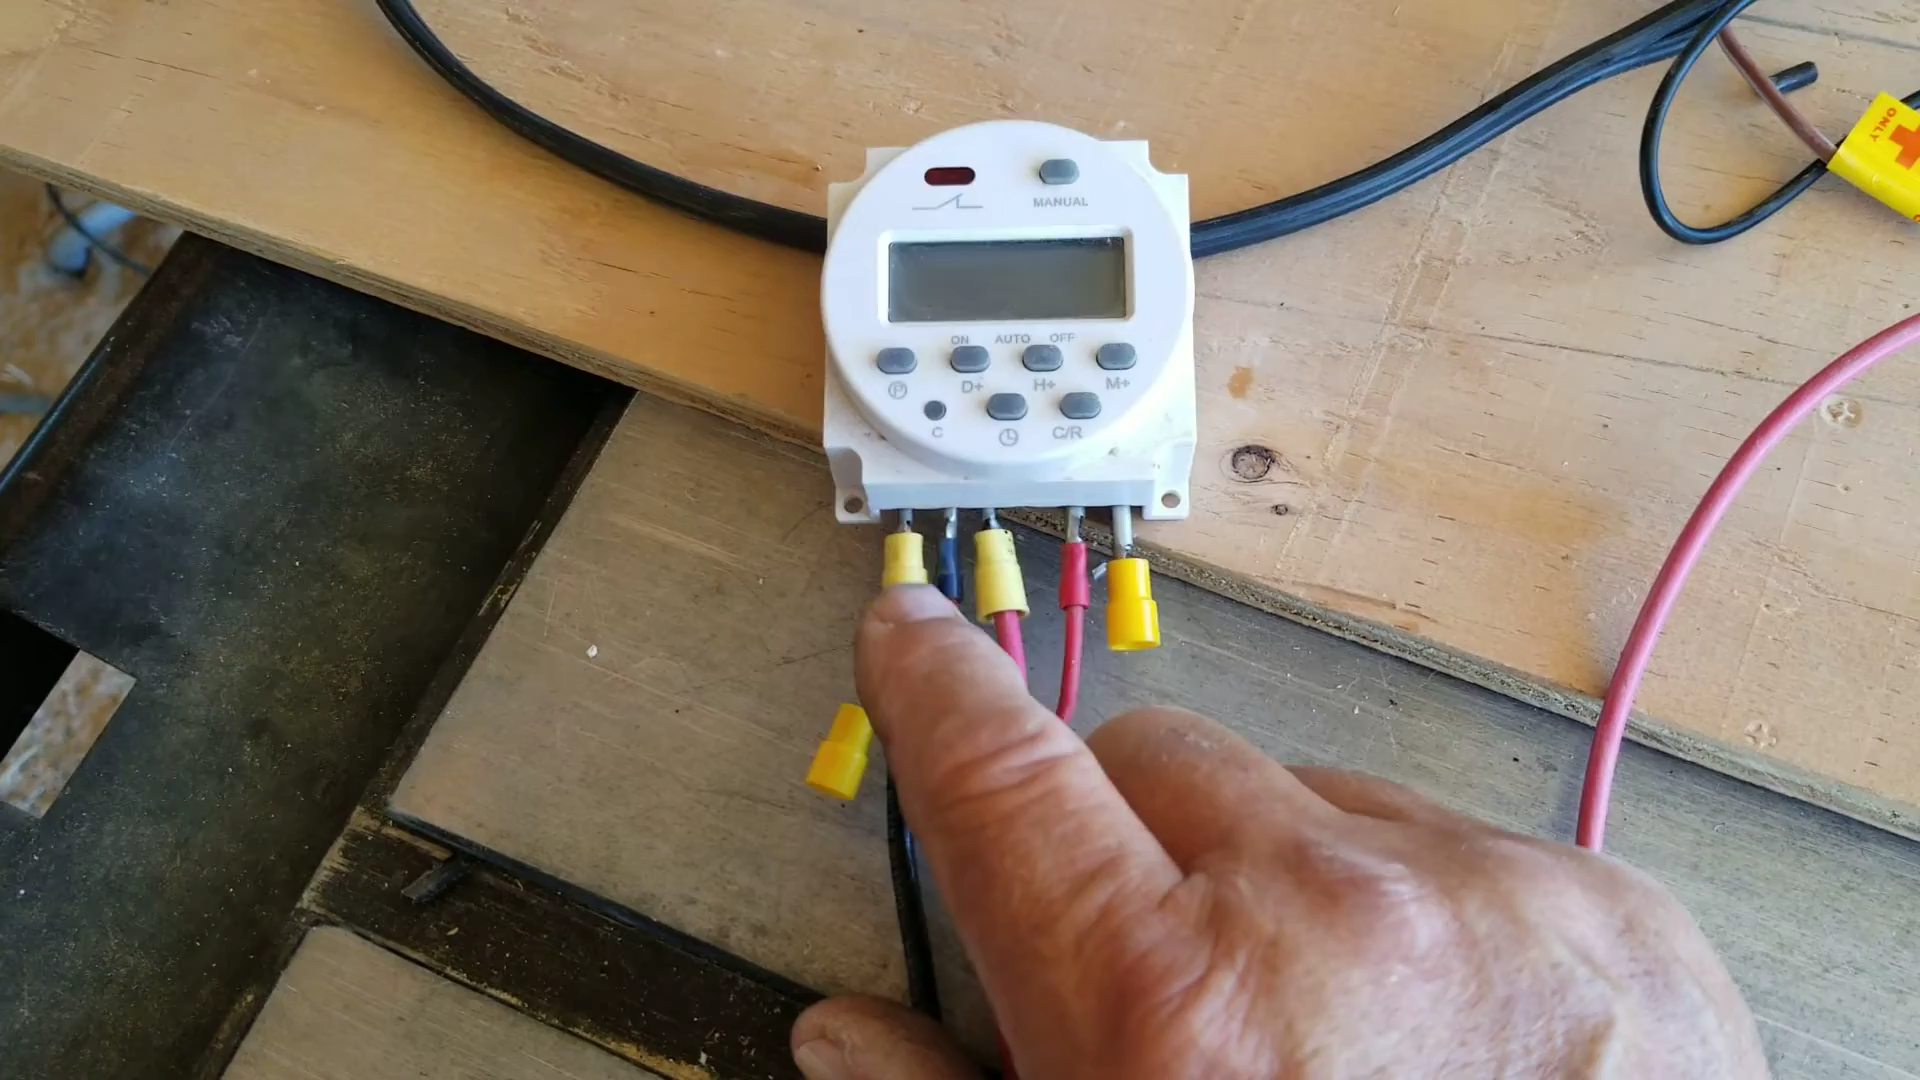 MANUAL
ON AUTO OFF
P D+ H+ M+
C C/R
ONLY